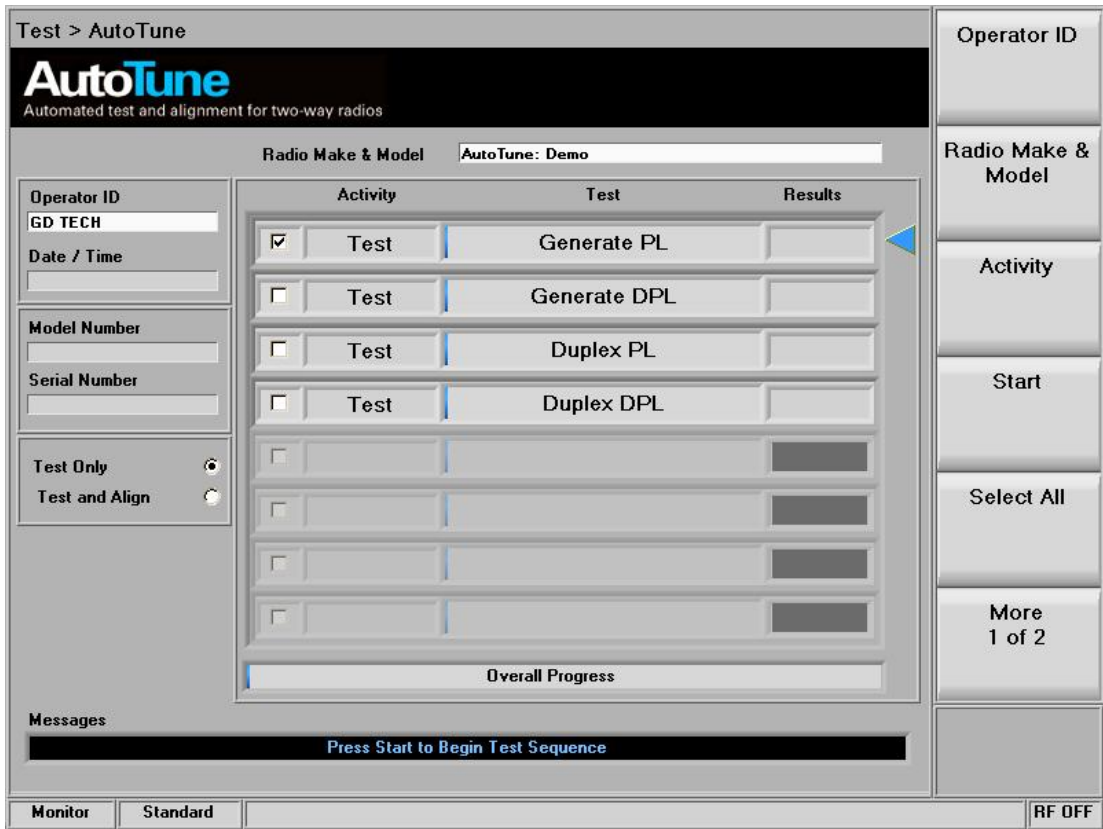 Test > AutoTune
AutoTune
Automated test and alignment for two-way radios
Radio Make & Model
AutoTune: Demo
Operator ID
GD TECH
Date / Time
Model Number
Serial Number
Test Only
Test and Align
Activity Test Results
Test Generate PL
Test Generate DPL
Test Duplex PL
Test Duplex DPL
Overall Progress
Messages
Press Start to Begin Test Sequence
Monitor Standard RF OFF
Operator ID
Radio Make &
Model
Activity
Start
Select All
More
1 of 2